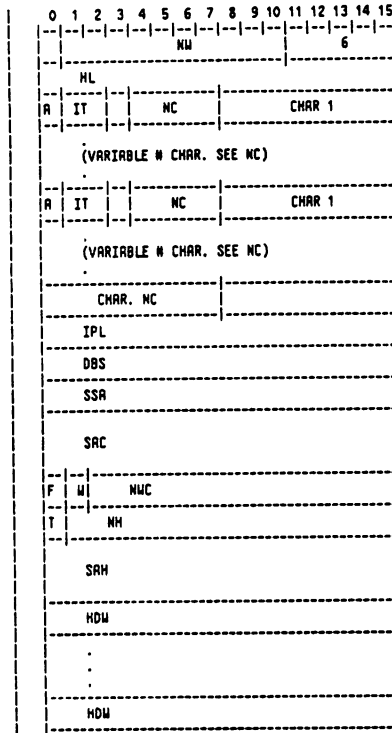 0 1 2 3 4 5 6 7 8 9 10 11 12 13 14 15
NW 6
HL
A IT NC CHAR 1
.
(VARIABLE # CHAR. SEE NC)
.
A IT NC CHAR 1
.
(VARIABLE # CHAR. SEE NC)
.
CHAR. NC
IPL
DBS
SSA
SAC
F W NWC
T NH
SAH
HDW
.
.
.
HDW